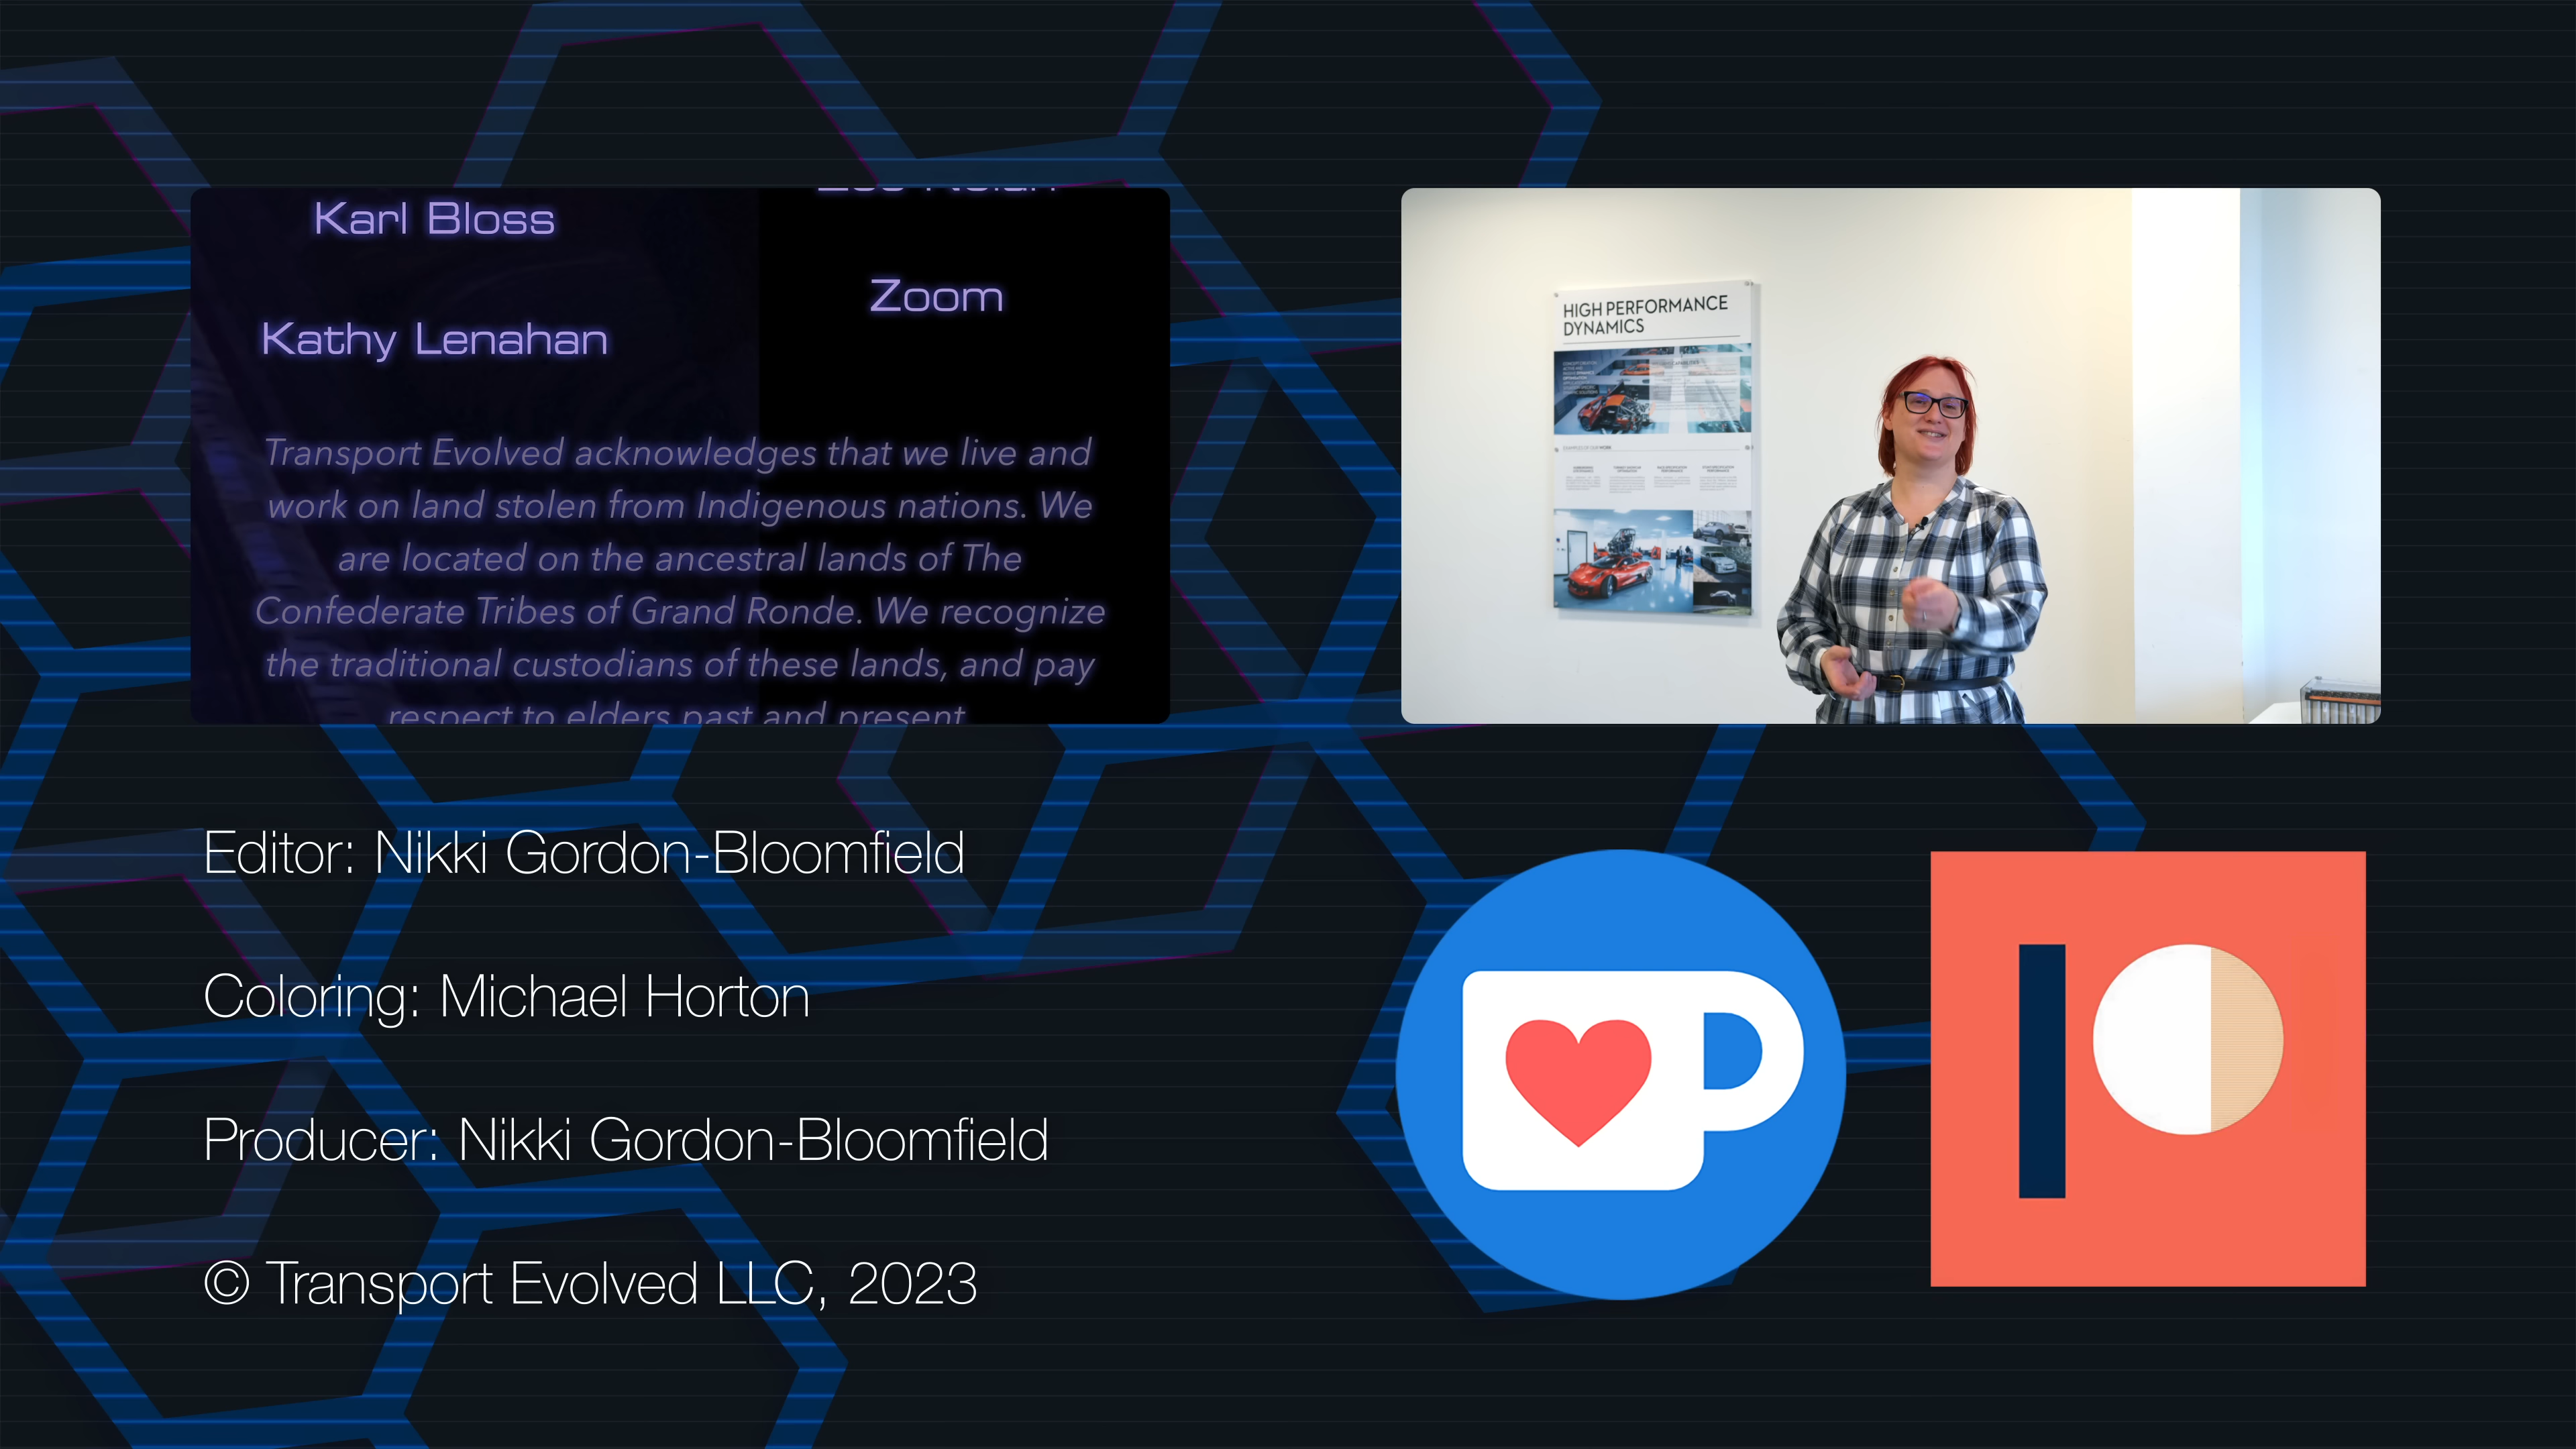 Karl Bloss
Zoom
Kathy Lenahan
Transport Evolved acknowledges that we live and
work on land stolen from Indigenous nations. We
are located on the ancestral lands of The
Confederate Tribes of Grand Ronde. We recognize
the traditional custodians of these lands, and pay
respect to elders past and present
HIGH PERFORMANCE
DYNAMICS
Editor: Nikki Gordon-Bloomfield
Coloring: Michael Horton
Producer: Nikki Gordon-Bloomfield
© Transport Evolved LLC, 2023